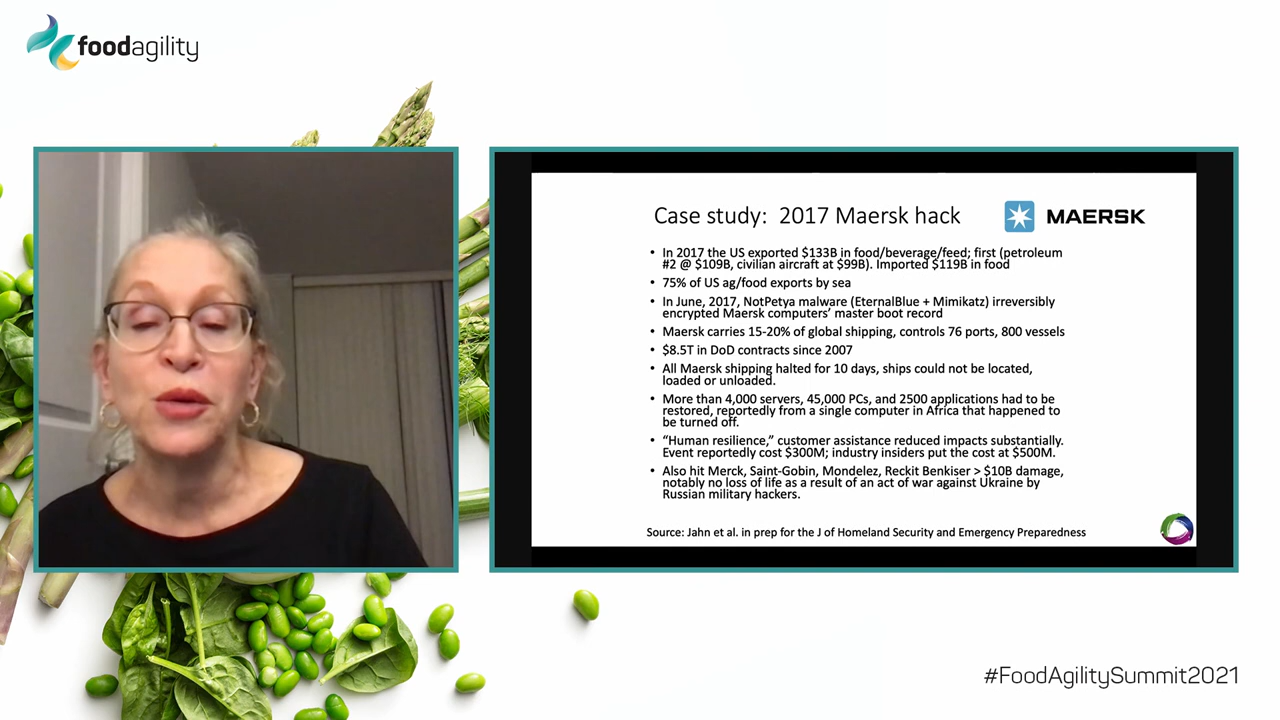 foodagility
Case study: 2017 Maersk hack
MAERSK
• In 2017 the US exported $133B in food/beverage/feed; first (petroleum
#2 @ $109B, civilian aircraft at $99B). Imported $119B in food
• 75% of US ag/food exports by sea
• In June, 2017, NotPetya malware (EternalBlue + Mimikatz) irreversibly
encrypted Maersk computers’ master boot record
• Maersk carries 15-20% of global shipping, controls 76 ports, 800 vessels
• $8.5T in DoD contracts since 2007
• All Maersk shipping halted for 10 days, ships could not be located,
loaded or unloaded.
• More than 4,000 servers, 45,000 PCs, and 2500 applications had to be
restored, reportedly from a single computer in Africa that happened to
be turned off.
• “Human resilience,” customer assistance reduced impacts substantially.
Event reportedly cost $300M; industry insiders put the cost at $500M.
• Also hit Merck, Saint-Gobin, Mondelez, Reckit Benkiser > $10B damage,
notably no loss of life as a result of an act of war against Ukraine by
Russian military hackers.
Source: Jahn et al. in prep for the J of Homeland Security and Emergency Preparedness
#FoodAgilitySummit2021